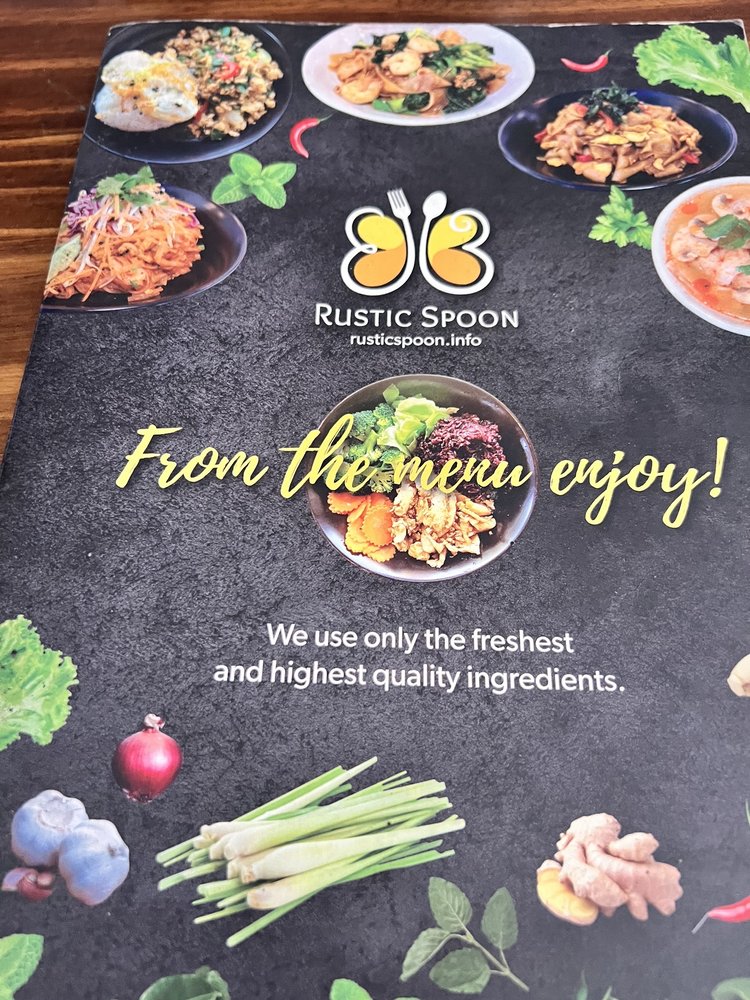 RUSTIC SPOON
rusticspoon.info
From the menu enjoy!
We use only the freshest
and highest quality ingredients.